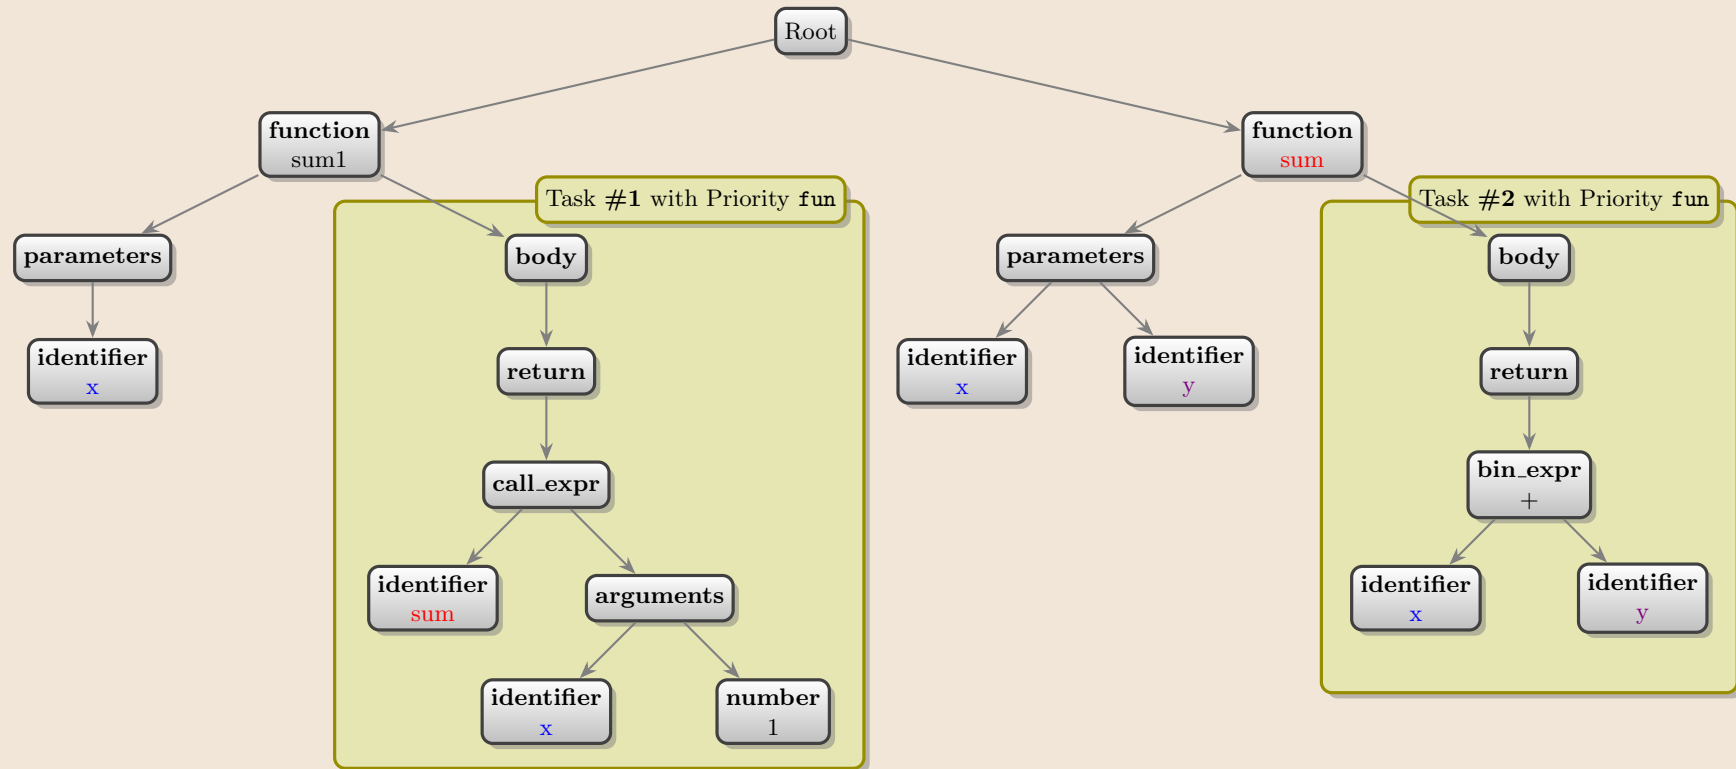 Root
function
sum1
function
sum
Task #1 with Priority fun
Task #2 with Priority fun
parameters
body
parameters
body
identifier
x
return
identifier
x
identifier
y
return
call_expr
bin_expr
+
identifier
sum
arguments
identifier
x
identifier
y
identifier
x
number
1